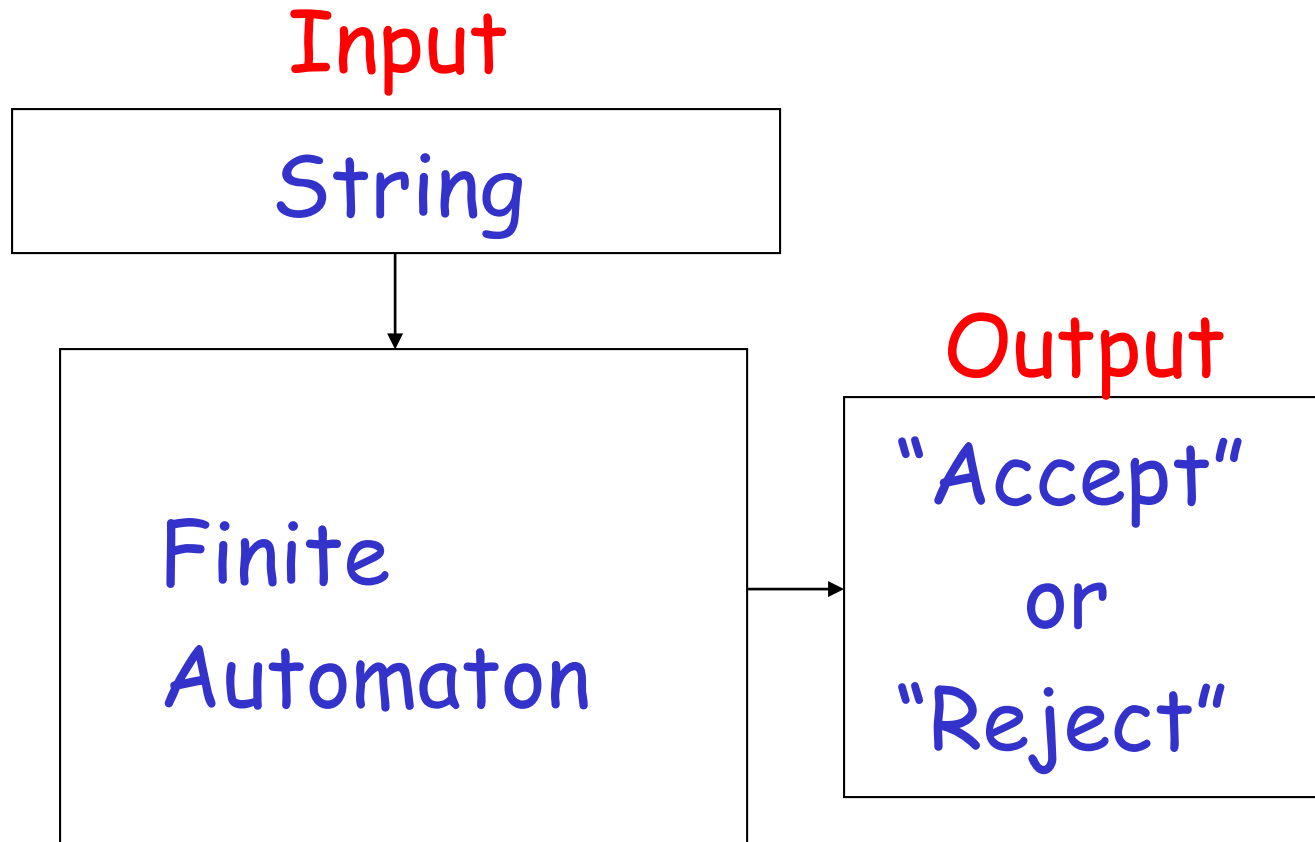 Input
String
Finite
Automaton
Output
“Accept”
or
“Reject”